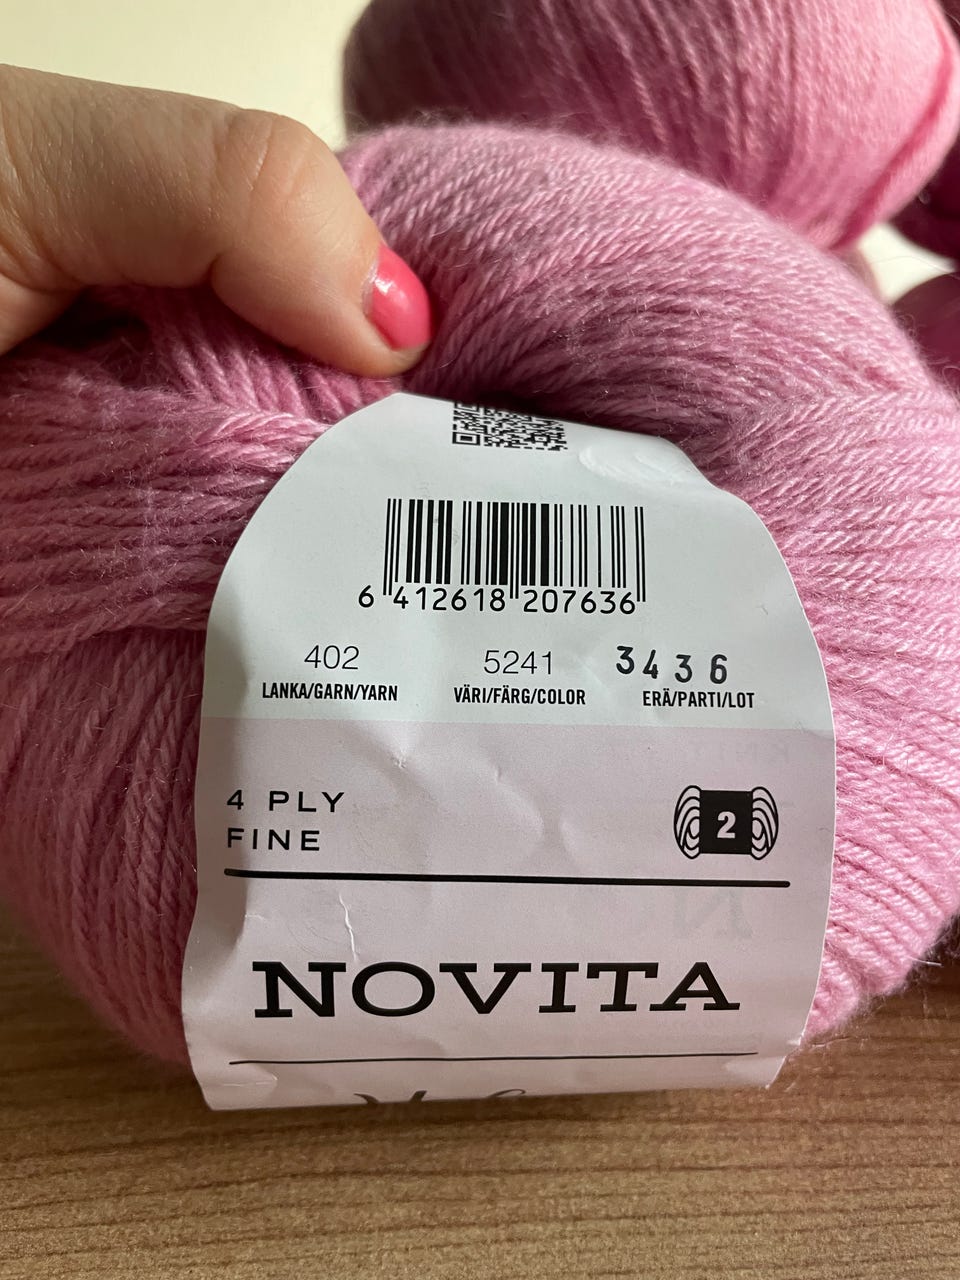 6 412618 207636
402 5241 3436
LANKA/GARN/YARN VÄRI/FÄRG/COLOR ERÄ/PARTI/LOT
4 PLY
FINE
2
NOVITA